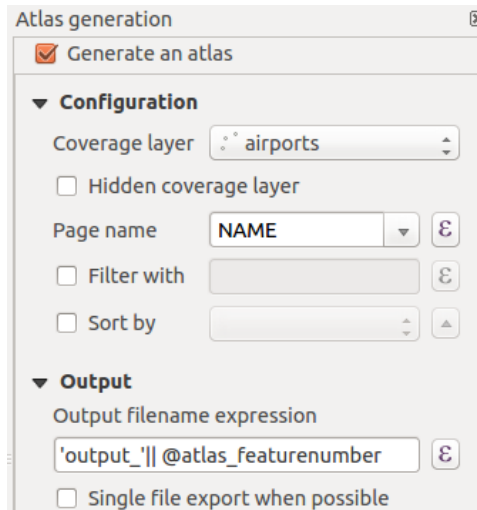 Atlas generation
Generate an atlas
Configuration
Coverage layer airports
Hidden coverage layer
Page name NAME ε
Filter with ε
Sort by
Output
Output filename expression
'output_'|| @atlas_featurenumber ε
Single file export when possible